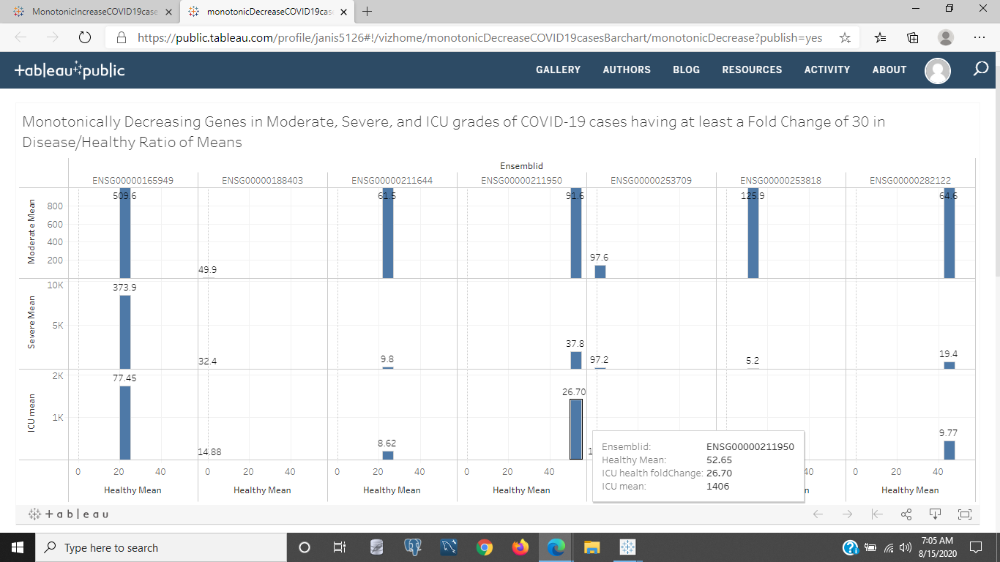 MonotonicIncreaseCOVID19case
monotonicDecreaseCOVID19case
https://public.tableau.com/profile/janis5126#!/vizhome/monotonicDecreaseCOVID19casesBarchart/monotonicDecrease?publish=yes
+ableau public GALLERY AUTHORS BLOG RESOURCES ACTIVITY ABOUT
Monotonically Decreasing Genes in Moderate, Severe, and ICU grades of COVID-19 cases having at least a Fold Change of 30 in
Disease/Healthy Ratio of Means
Ensemblid
ENSG00000165949 ENSG00000188403 ENSG00000211644 ENSG00000211950 ENSG00000253709 ENSG00000253818 ENSG00000282122
Moderate Mean
800
600
400
200
509.6 49.9 61.5 91.6 97.6 125.9 64.6
Severe Mean
10K
5K
373.9 32.4 9.8 37.8 97.2 5.2 19.4
ICU mean
2K
1K
77.45 14.88 8.62 26.70 1 9.77
Ensemblid: ENSG00000211950
Healthy Mean: 52.65
ICU health foldChange: 26.70
ICU mean: 1406
0 20 40 0 20 40 0 20 40 0 20 40 40 0 20 40
Healthy Mean Healthy Mean Healthy Mean Healthy Mean n Healthy Mean
+ a b l e a u
Type here to search
7:05 AM
8/15/2020